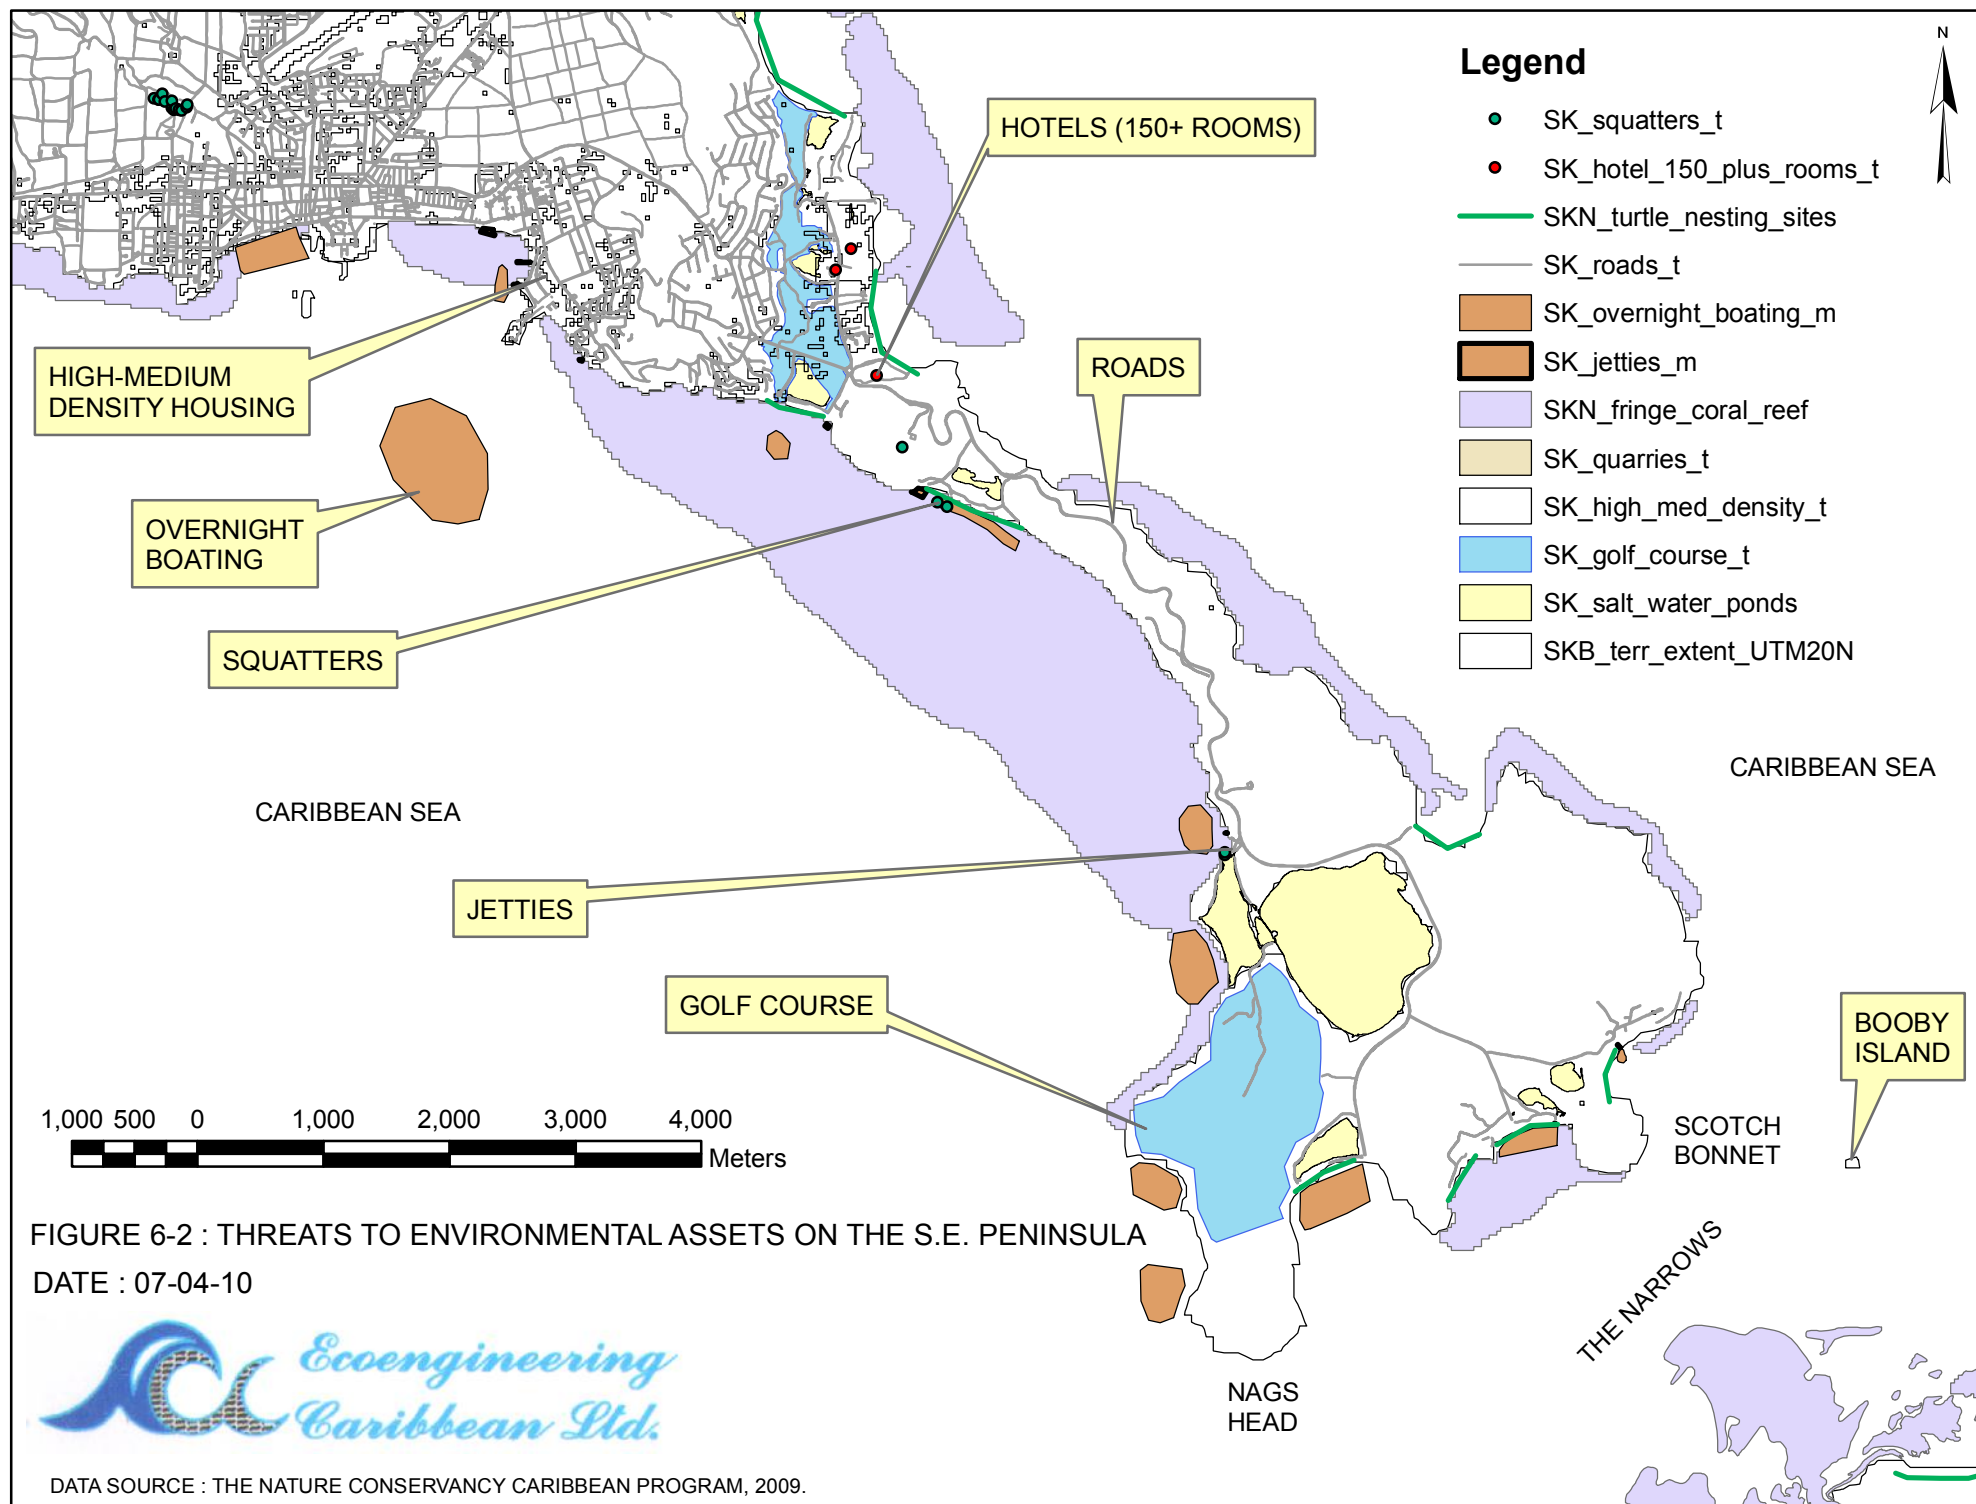 N
Legend
SK_squatters_t
SK_hotel_150_plus_rooms_t
SKN_turtle_nesting_sites
SK_roads_t
SK_overnight_boating_m
SK_jetties_m
SKN_fringe_coral_reef
SK_quarries_t
SK_high_med_density_t
SK_golf_course_t
SK_salt_water_ponds
SKB_terr_extent_UTM20N
HOTELS (150+ ROOMS)
HIGH-MEDIUM
DENSITY HOUSING
ROADS
OVERNIGHT
BOATING
SQUATTERS
CARIBBEAN SEA
CARIBBEAN SEA
JETTIES
GOLF COURSE
BOOBY
ISLAND
SCOTCH
BONNET
THE NARROWS
NAGS
HEAD
1,000 500 0 1,000 2,000 3,000 4,000
Meters
FIGURE 6-2 : THREATS TO ENVIRONMENTAL ASSETS ON THE S.E. PENINSULA
DATE : 07-04-10
Ecoengineering
Caribbean Ltd.
DATA SOURCE : THE NATURE CONSERVANCY CARIBBEAN PROGRAM, 2009.